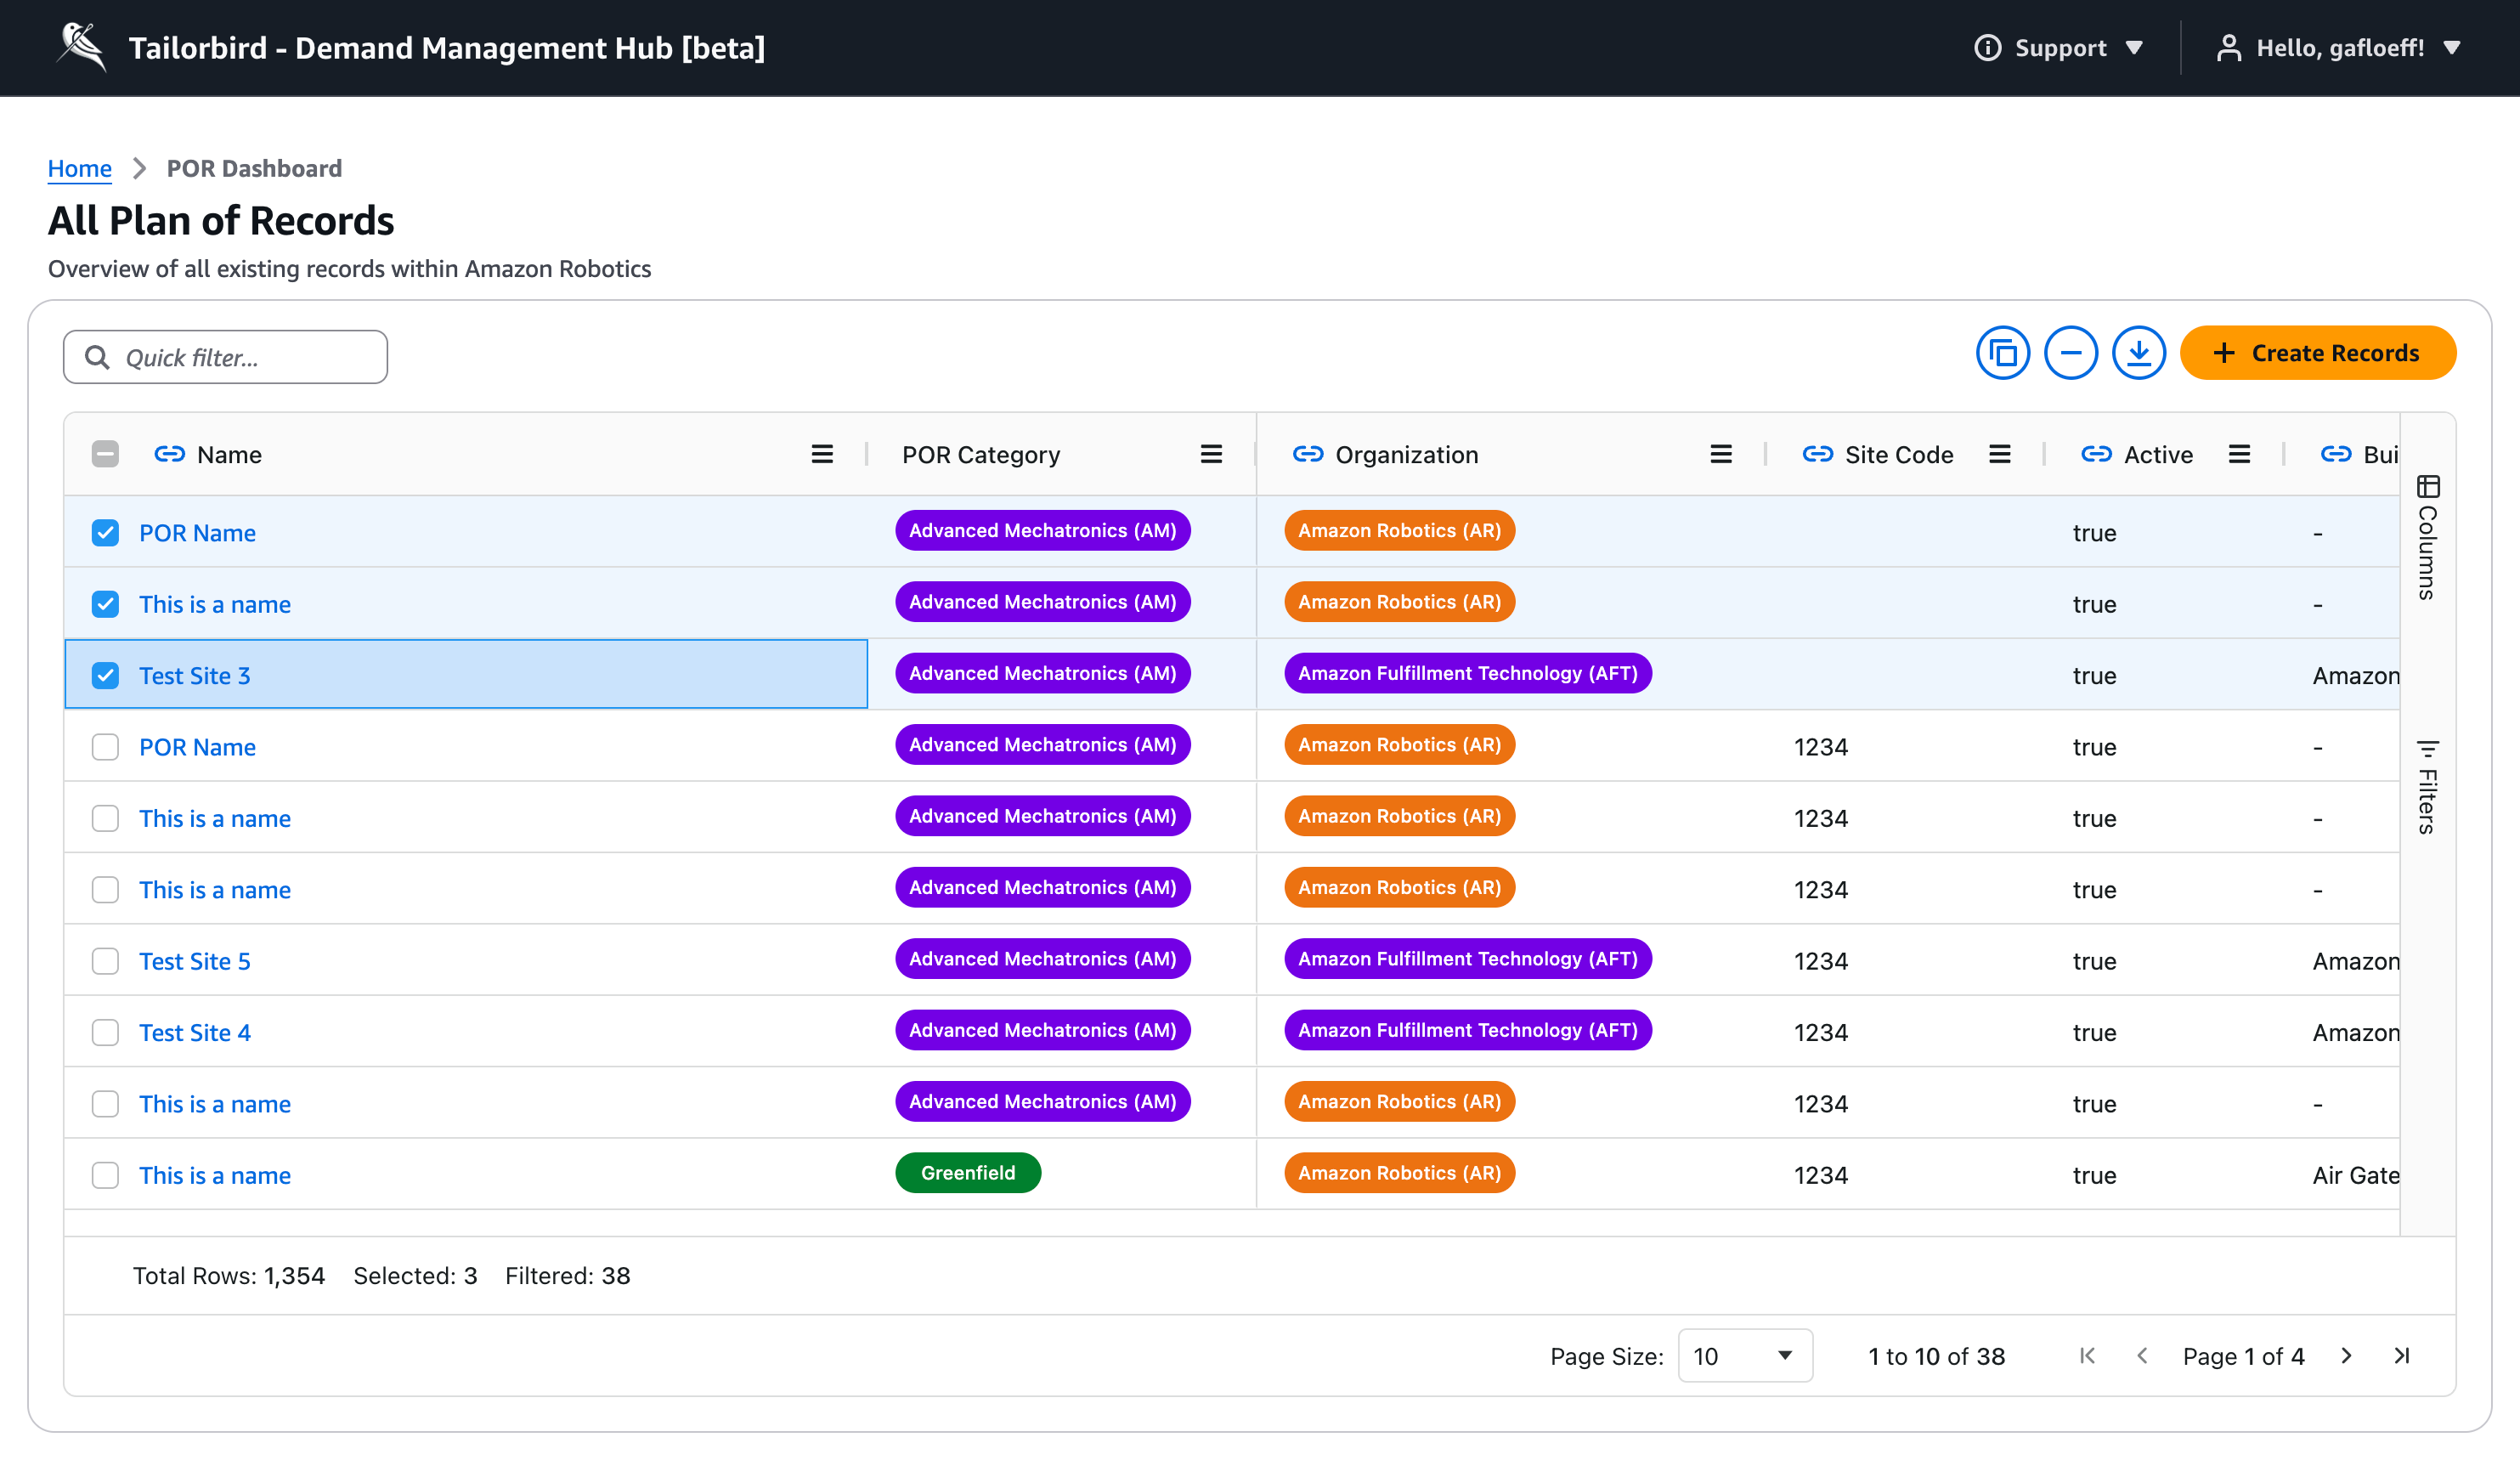 Tailorbird - Demand Management Hub [beta]
Support
Hello, gafloeff!
Home > POR Dashboard
All Plan of Records
Overview of all existing records within Amazon Robotics
Quick filter...
Create Records
Name POR Category Organization Site Code Active Bui
POR Name Advanced Mechatronics (AM) Amazon Robotics (AR) true -
This is a name Advanced Mechatronics (AM) Amazon Robotics (AR) true -
Test Site 3 Advanced Mechatronics (AM) Amazon Fulfillment Technology (AFT) true Amazon
POR Name Advanced Mechatronics (AM) Amazon Robotics (AR) 1234 true -
This is a name Advanced Mechatronics (AM) Amazon Robotics (AR) 1234 true -
This is a name Advanced Mechatronics (AM) Amazon Robotics (AR) 1234 true -
Test Site 5 Advanced Mechatronics (AM) Amazon Fulfillment Technology (AFT) 1234 true Amazon
Test Site 4 Advanced Mechatronics (AM) Amazon Fulfillment Technology (AFT) 1234 true Amazon
This is a name Advanced Mechatronics (AM) Amazon Robotics (AR) 1234 true -
This is a name Greenfield Amazon Robotics (AR) 1234 true Air Gate
Columns
Filters
Total Rows: 1,354 Selected: 3 Filtered: 38
Page Size: 10 1 to 10 of 38 Page 1 of 4